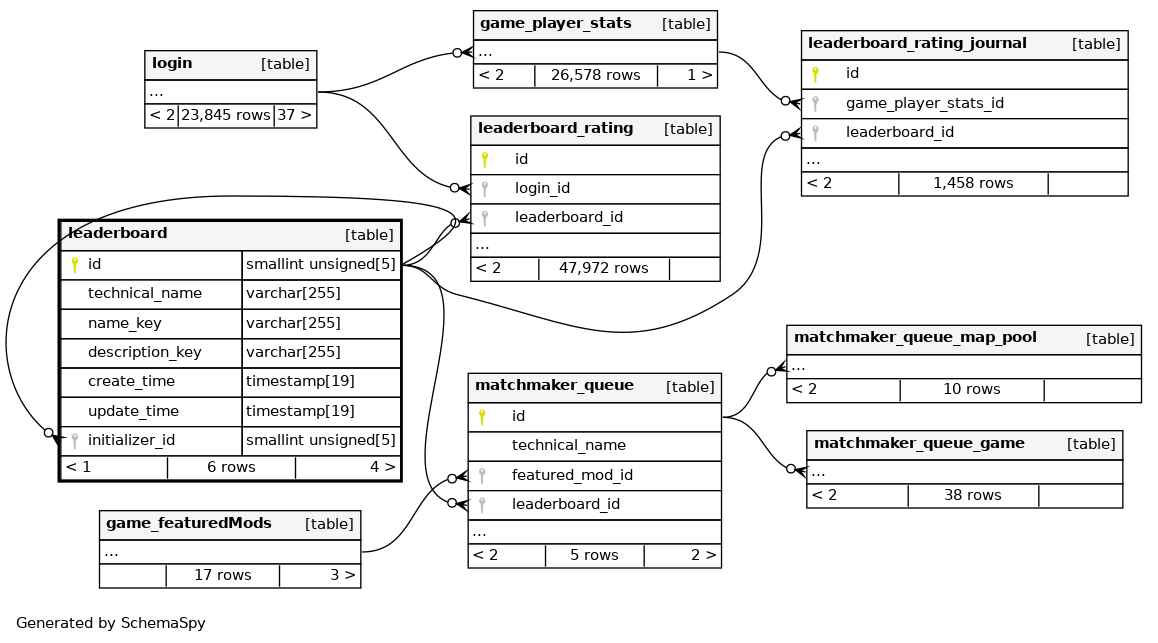 game_player_stats [table]
...
< 2 26,578 rows 1 >
login [table]
...
< 2 23,845 rows 37 >
leaderboard_rating_journal [table]
id
game_player_stats_id
leaderboard_id
...
< 2 1,458 rows
leaderboard_rating [table]
id
login_id
leaderboard_id
...
< 2 47,972 rows
leaderboard [table]
id smallint unsigned[5]
technical_name varchar[255]
name_key varchar[255]
description_key varchar[255]
create_time timestamp[19]
update_time timestamp[19]
initializer_id smallint unsigned[5]
< 1 6 rows 4 >
matchmaker_queue_map_pool [table]
...
< 2 10 rows
matchmaker_queue [table]
id
technical_name
featured_mod_id
leaderboard_id
...
< 2 5 rows 2 >
matchmaker_queue_game [table]
...
< 2 38 rows
game_featuredMods [table]
...
17 rows 3 >
Generated by SchemaSpy